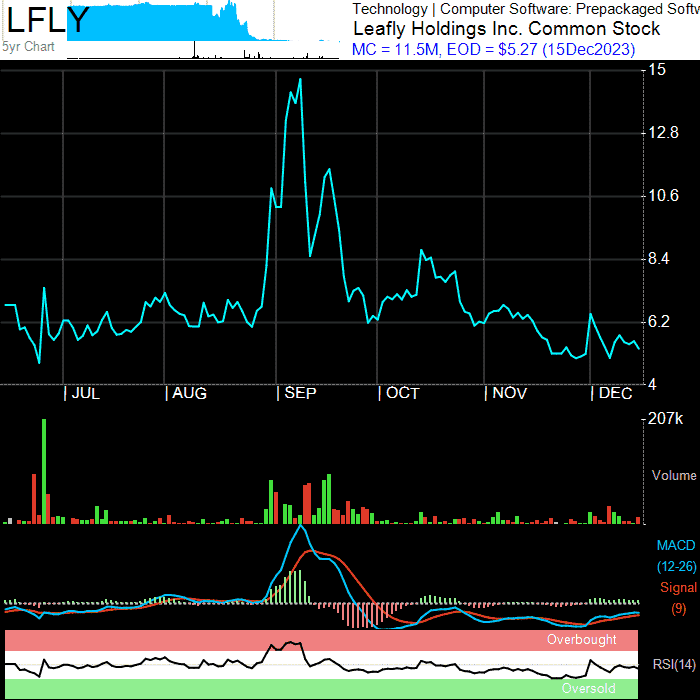 LFLY
5yr Chart
Technology | Computer Software: Prepackaged Softw
Leafly Holdings Inc. Common Stock
MC = 11.5M, EOD = $5.27 (15Dec2023)
15
12.8
10.6
8.4
6.2
4
| JUL | AUG | SEP | OCT | NOV | DEC
207k
Volume
MACD
(12-26)
Signal
(9)
Overbought
RSI(14)
Oversold